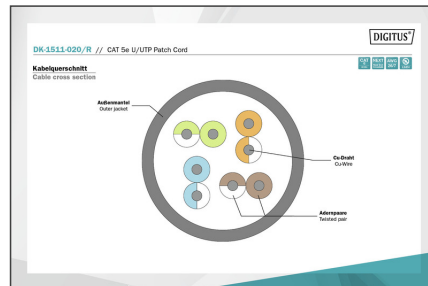 DIGITUS®
DK-1511-020/R // CAT 5e U/UTP Patch Cord
Kabelquerschnitt
Cable cross section
Außenmantel
Outer jacket
Cu-Draht
Cu-Wire
Adernpaare
Twisted pair